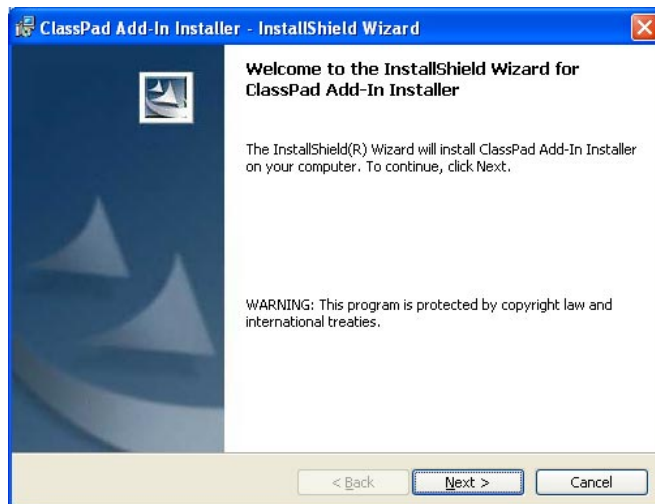 ClassPad Add-In Installer - InstallShield Wizard
Welcome to the InstallShield Wizard for
ClassPad Add-In Installer
The InstallShield(R) Wizard will install ClassPad Add-In Installer
on your computer. To continue, click Next.
WARNING: This program is protected by copyright law and
international treaties.
< Back
Next >
Cancel